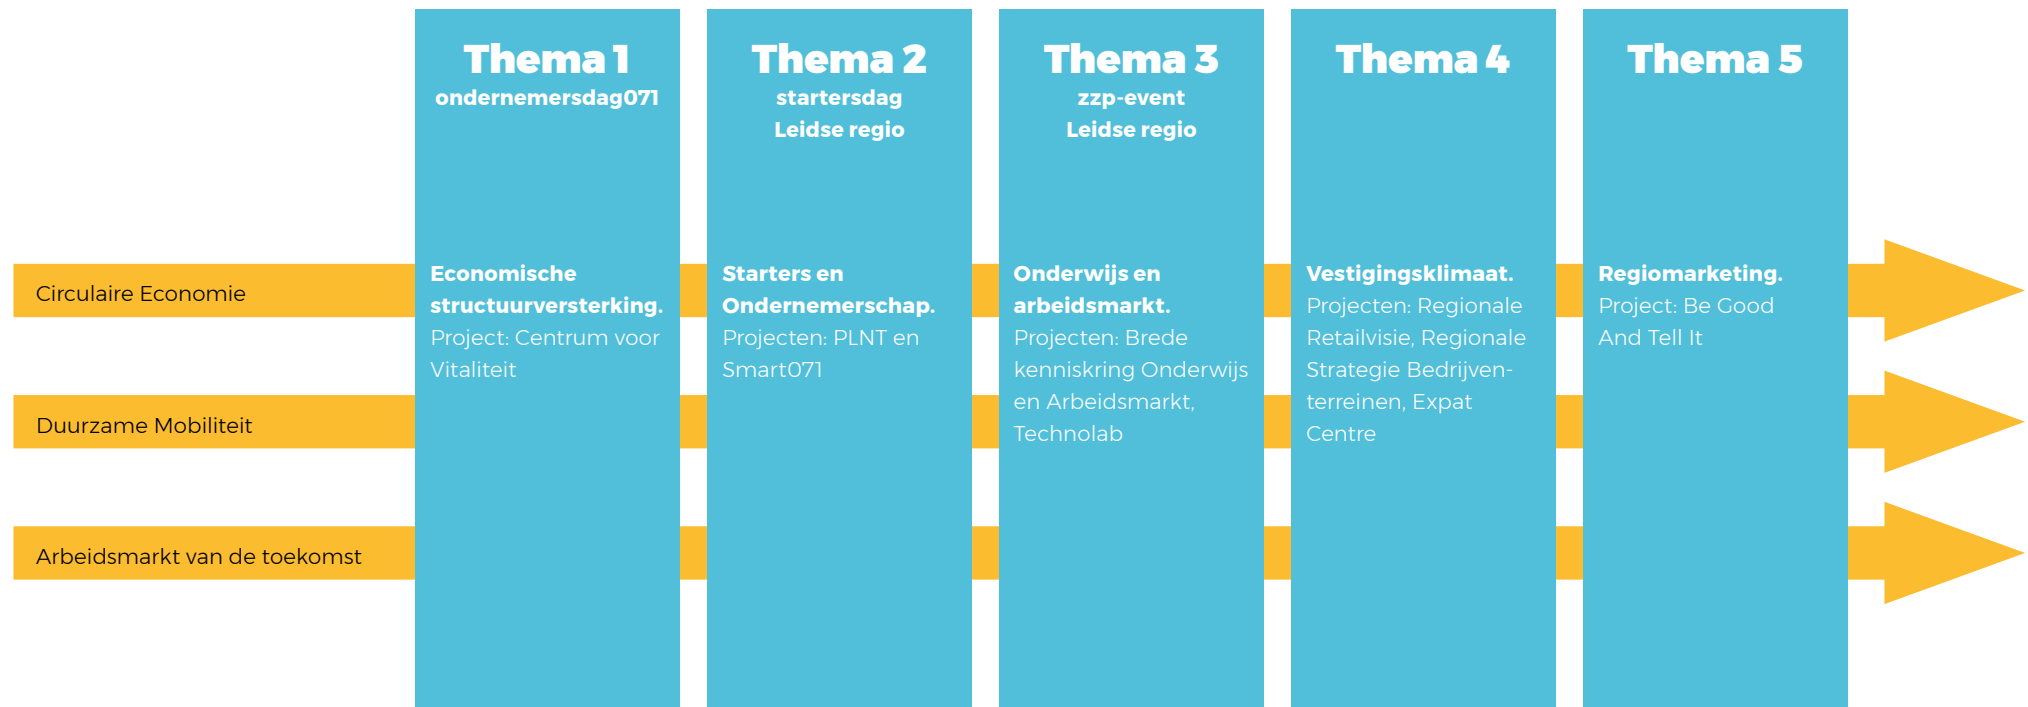 Thema 1
ondernemersdag071
Thema 2
startersdag
Leidse regio
Thema 3
zzp-event
Leidse regio
Thema 4
Thema 5
Circulaire Economie
Duurzame Mobiliteit
Arbeidsmarkt van de toekomst
Economische
structuurversterking.
Project: Centrum voor
Vitaliteit
Starters en
Ondernemerschap.
Projecten: PLNT en
Smart071
Onderwijs en
arbeidsmarkt.
Projecten: Brede
kenniskring Onderwijs
en Arbeidsmarkt,
Technolab
Vestigingsklimaat.
Projecten: Regionale
Retailvisie, Regionale
Strategie Bedrijven-
terreinen, Expat
Centre
Regiomarketing.
Project: Be Good
And Tell It